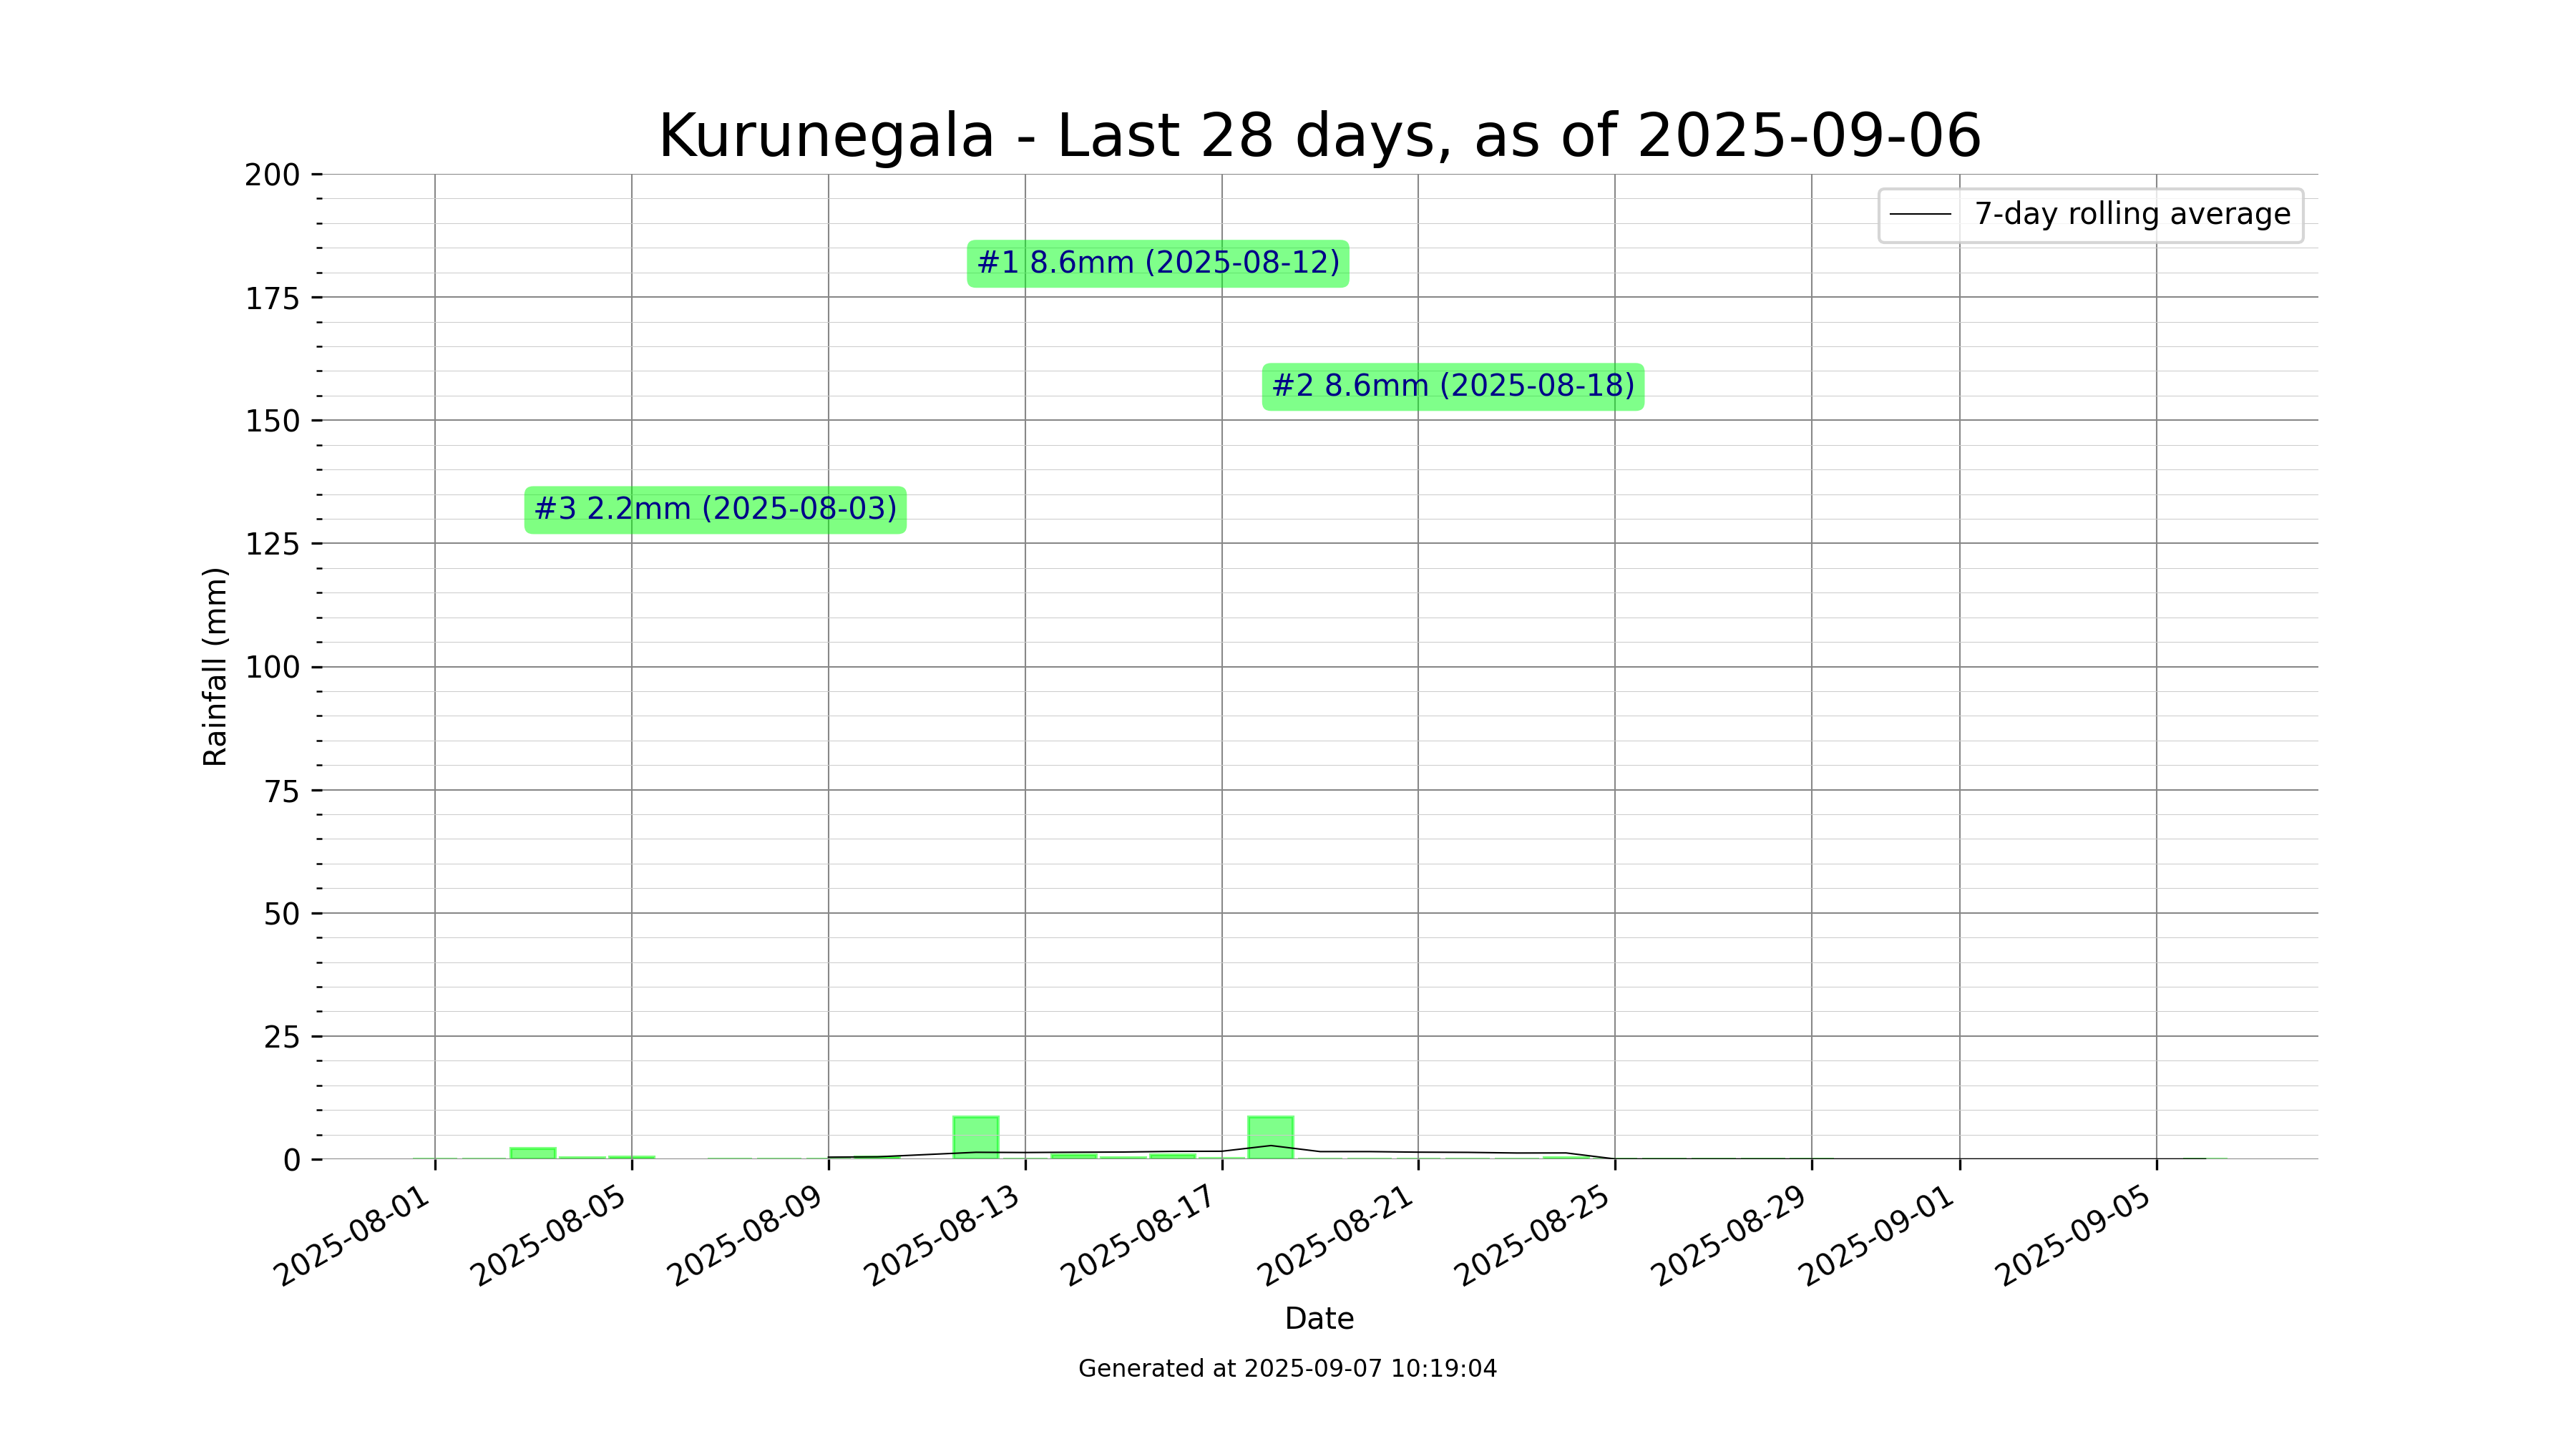 Kurunegala - Last 28 days, as of 2025-09-06
7-day rolling average
#1 8.6mm (2025-08-12)
#2 8.6mm (2025-08-18)
#3 2.2mm (2025-08-03)
Rainfall (mm)
200
175
150
125
100
75
50
25
0
2025-08-01
2025-08-05
2025-08-09
2025-08-13
2025-08-17
2025-08-21
2025-08-25
2025-08-29
2025-09-01
2025-09-05
Date
Generated at 2025-09-07 10:19:04